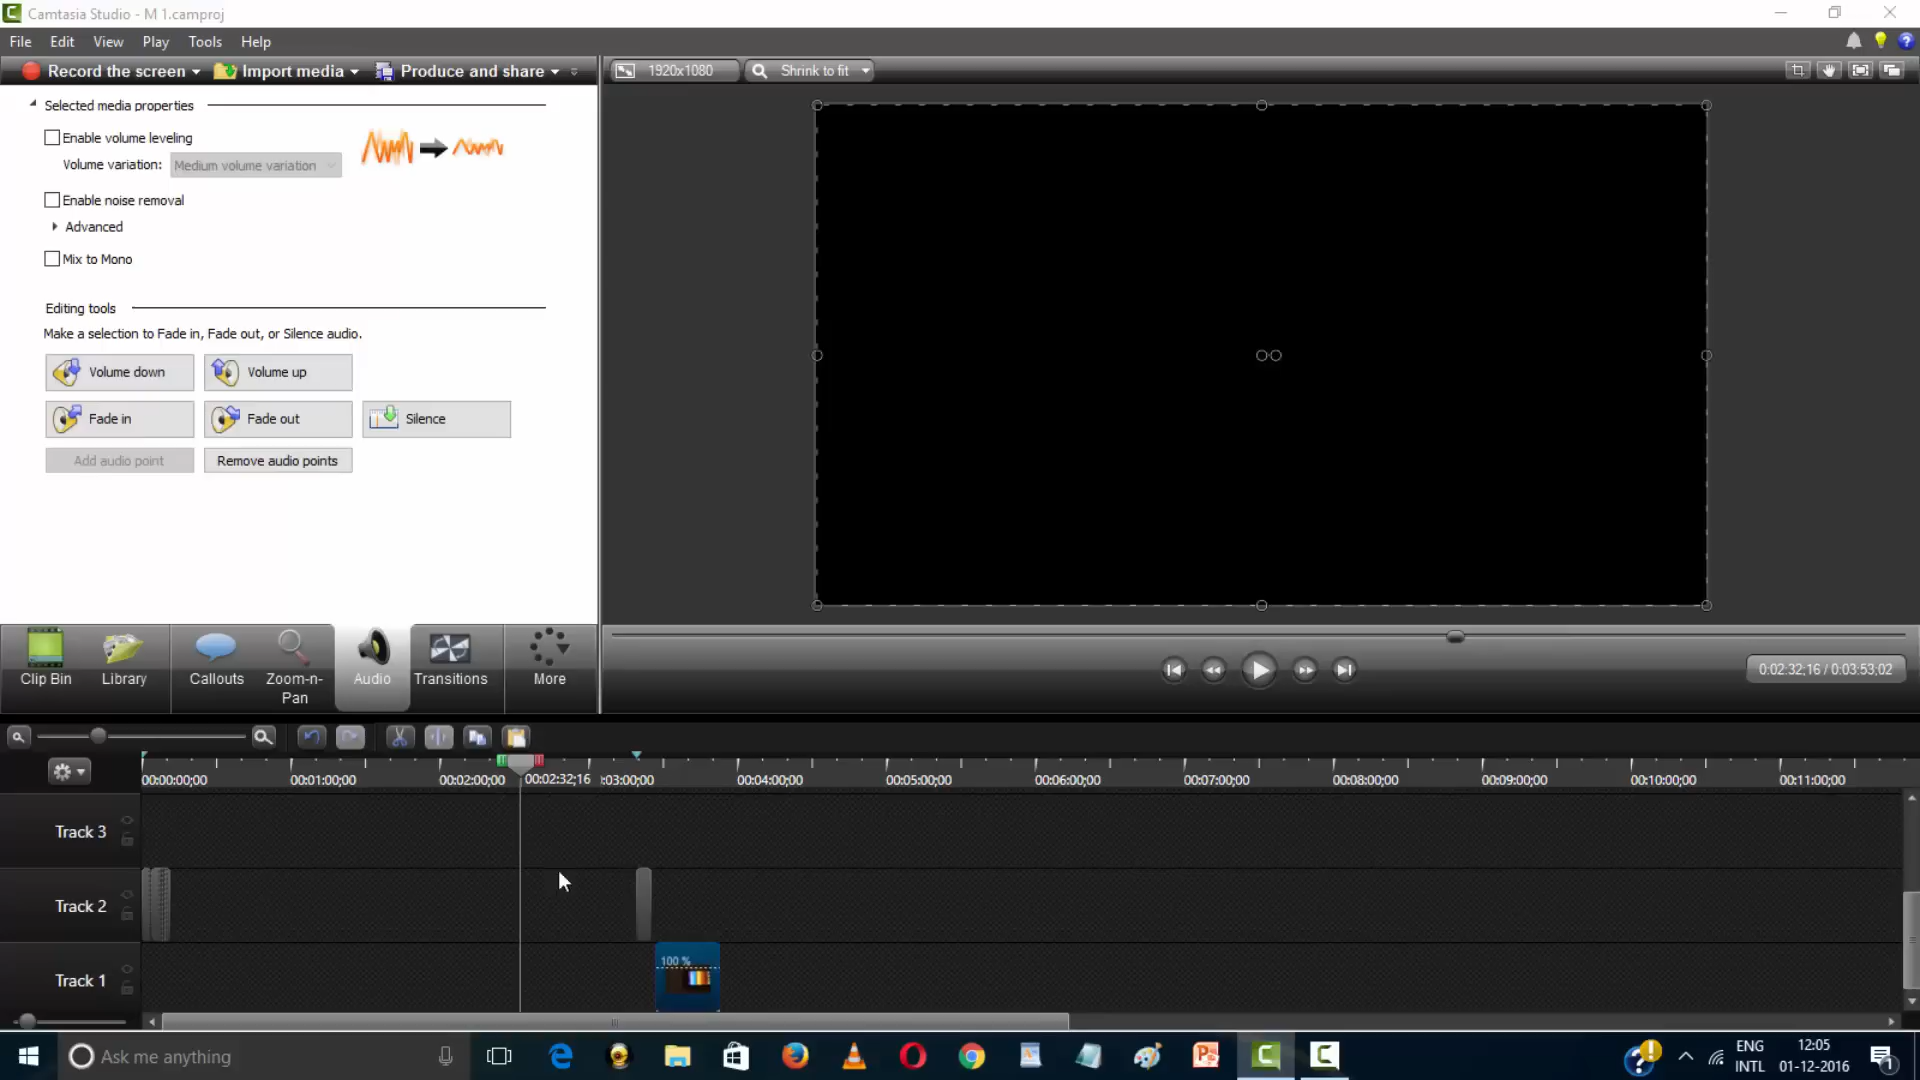 Camtasia Studio - M 1.camproj
File Edit View Play Tools Help
Record the screen Import media Produce and share 1920x1080 Shrink to fit
Selected media properties
Enable volume leveling
Volume variation: Medium volume variation
Enable noise removal
Advanced
Mix to Mono
Editing tools
Make a selection to Fade in, Fade out, or Silence audio.
Volume down Volume up
Fade in Fade out Silence
Add audio point Remove audio points
Clip Bin Library Callouts Zoom-n-Pan Audio Transitions More
0:02:32;16 / 0:03:53;02
00:00:00;00 00:01:00;00 00:02:00;00 00:02:32;16 :03:00;00 00:04:00;00 00:05:00;00 00:06:00;00 00:07:00;00 00:08:00;00 00:09:00;00 00:10:00;00 00:11:00;00
Track 3
Track 2
100 %
Track 1
Ask me anything
ENG 12:05
INTL 01-12-2016
1